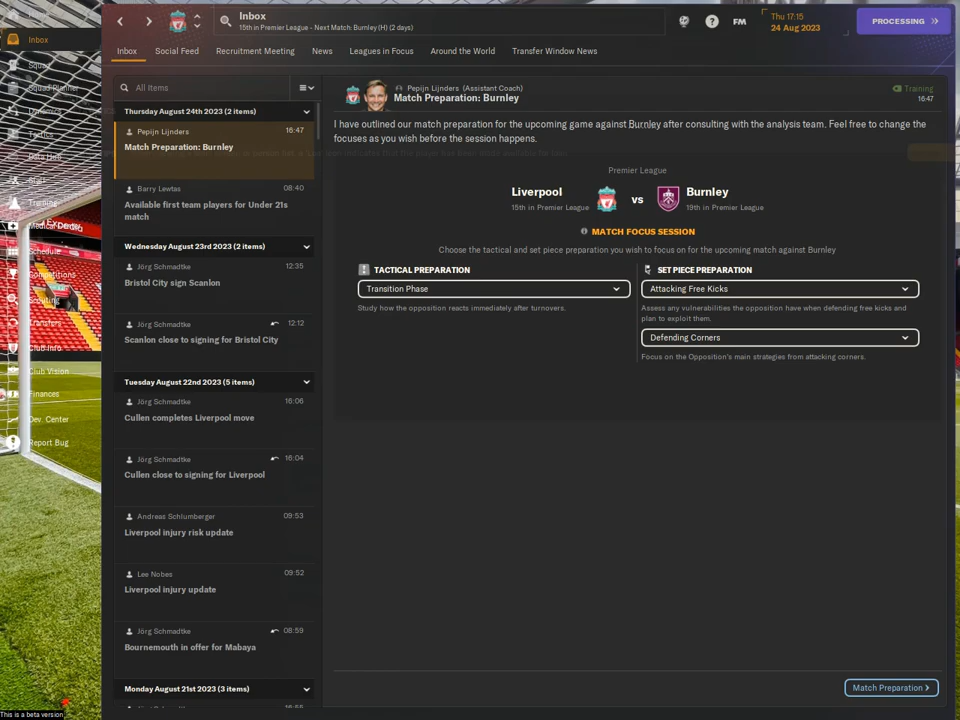 Inbox
15th in Premier League - Next Match: Burnley (H) (2 days)
FM
Thu 17:15
24 Aug 2023
PROCESSING
Inbox
Social Feed
Recruitment Meeting
News
Leagues in Focus
Around the World
Transfer Window News
Home
Inbox
Squad
Squad Planner
Dynamics
Tactics
Data Hub
Staff
Training
Medical Centre
Schedule
Competitions
Scouting
Transfers
Club Info
Club Vision
Finances
Dev. Center
Report Bug
This is a beta version
All Items
Thursday August 24th 2023 (2 items)
Pepijn Lijnders 16:47
Match Preparation: Burnley
Barry Lewtas 08:40
Available first team players for Under 21s
match
Wednesday August 23rd 2023 (2 items)
Jörg Schmadtke 12:35
Bristol City sign Scanlon
Jörg Schmadtke 12:12
Scanlon close to signing for Bristol City
Tuesday August 22nd 2023 (5 items)
Jörg Schmadtke 16:06
Cullen completes Liverpool move
Jörg Schmadtke 16:04
Cullen close to signing for Liverpool
Andreas Schlumberger 09:53
Liverpool injury risk update
Lee Nobes 09:52
Liverpool injury update
Jörg Schmadtke 08:59
Bournemouth in offer for Mabaya
Monday August 21st 2023 (3 items)
Pepijn Lijnders (Assistant Coach)
Match Preparation: Burnley
Training
16:47
I have outlined our match preparation for the upcoming game against Burnley after consulting with the analysis team. Feel free to change the
focuses as you wish before the session happens.
Premier League
Liverpool
15th in Premier League
vs
Burnley
19th in Premier League
MATCH FOCUS SESSION
Choose the tactical and set piece preparation you wish to focus on for the upcoming match against Burnley
TACTICAL PREPARATION
Transition Phase
Study how the opposition reacts immediately after turnovers.
SET PIECE PREPARATION
Attacking Free Kicks
Assess any vulnerabilities the opposition have when defending free kicks and
plan to exploit them.
Defending Corners
Focus on the Opposition's main strategies from attacking corners.
Match Preparation